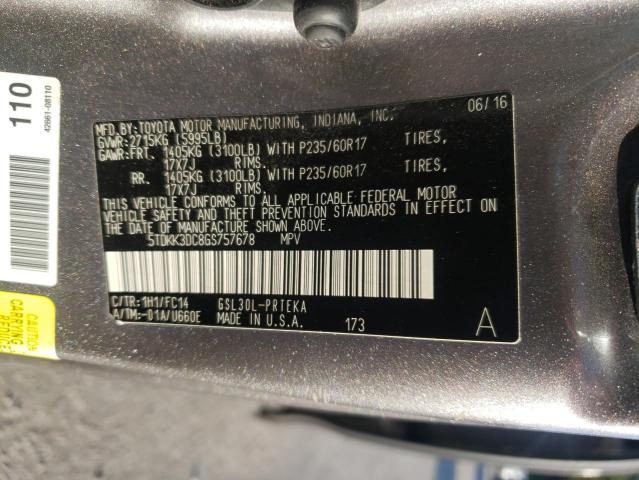 MFD. BY: TOYOTA MOTOR MANUFACTURING, INDIANA, INC. 06/16
GVWR: 2715KG (5995LB)
GAWR: FRT. 1405KG (3100LB) WITH P235/60R17 TIRES,
17X7J RIMS.
RR. 1405KG (3100LB) WITH P235/60R17 TIRES,
17X7J RIMS.
THIS VEHICLE CONFORMS TO ALL APPLICABLE FEDERAL MOTOR
VEHICLE SAFETY AND THEFT PREVENTION STANDARDS IN EFFECT ON
THE DATE OF MANUFACTURE SHOWN ABOVE.
5TDKK3DC8GS757678 MPV
C/TR: 1H1/FC14 GSL30L-PRIEKA
A/TM: -01A/U660E MADE IN U.S.A. 173 A
110
42661-08110
CAUTION
CARRYING
REDUCE